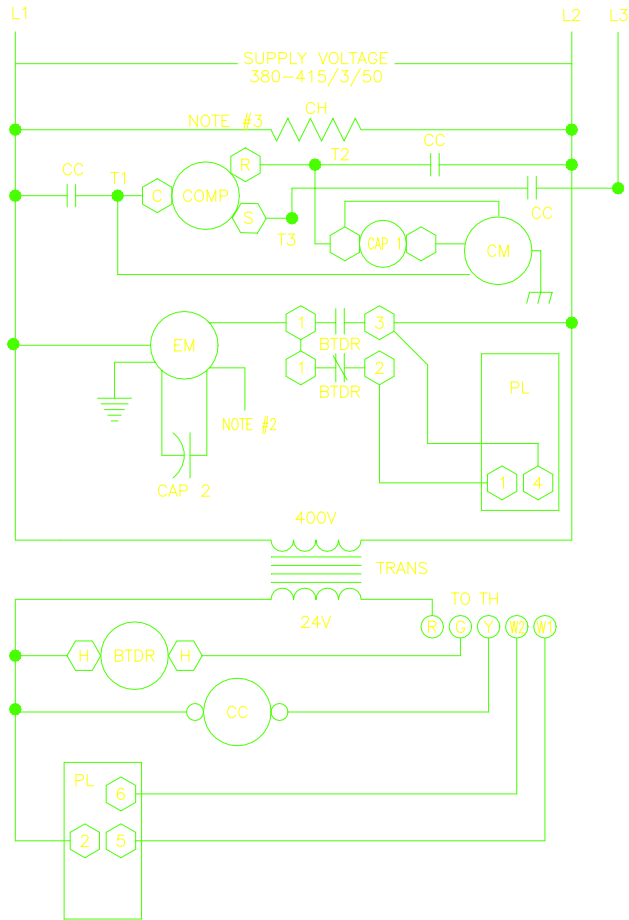 L1
L2
L3
SUPPLY VOLTAGE
380-415/3/50
CH
NOTE #3
CC
R
T2
CC
T1
C
COMP
S
T3
CC
CAP 1
CM
EM
1
3
BTDR
1
2
BTDR
PL
NOTE #2
CAP 2
1
4
400V
TRANS
24V
TO TH
R
G
Y
W2
W1
H
BTDR
H
CC
PL
6
2
5